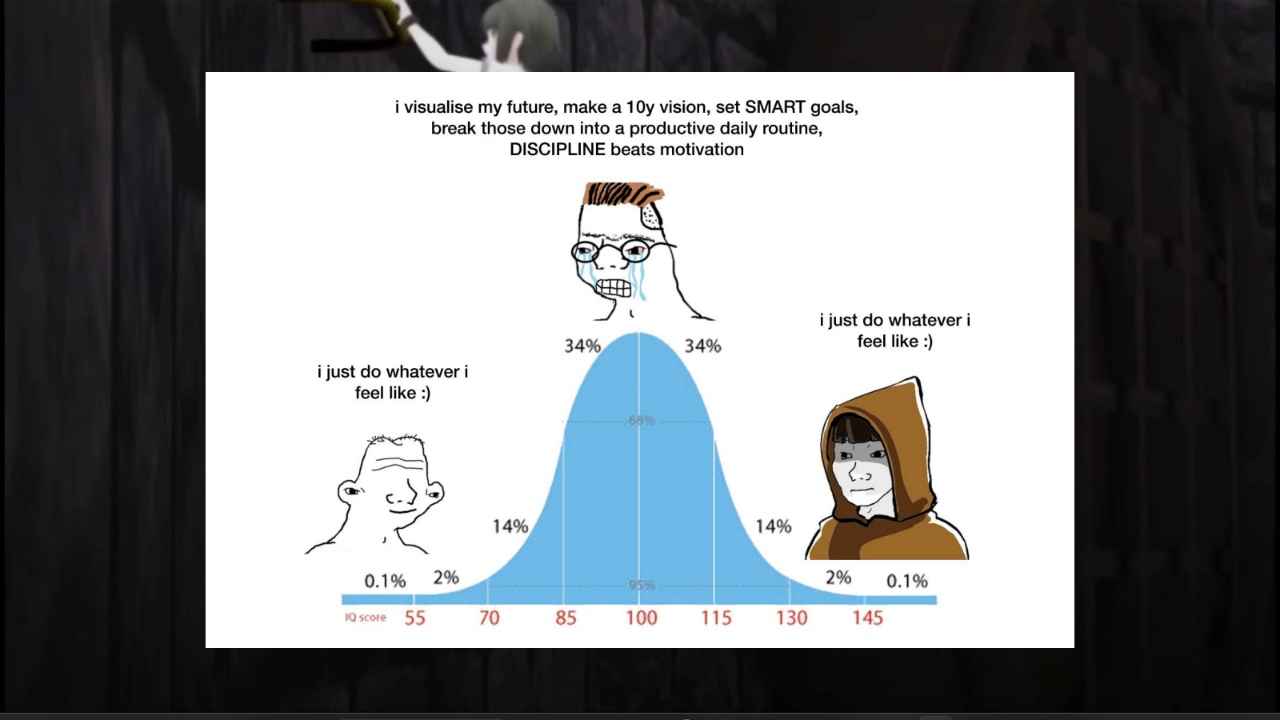 i visualise my future, make a 10y vision, set SMART goals,
break those down into a productive daily routine,
DISCIPLINE beats motivation
i just do whatever i
feel like :)
i just do whatever i
feel like :)
34%
34%
68%
14%
14%
95%
0.1%
2%
2%
0.1%
IQ score
55
70
85
100
115
130
145